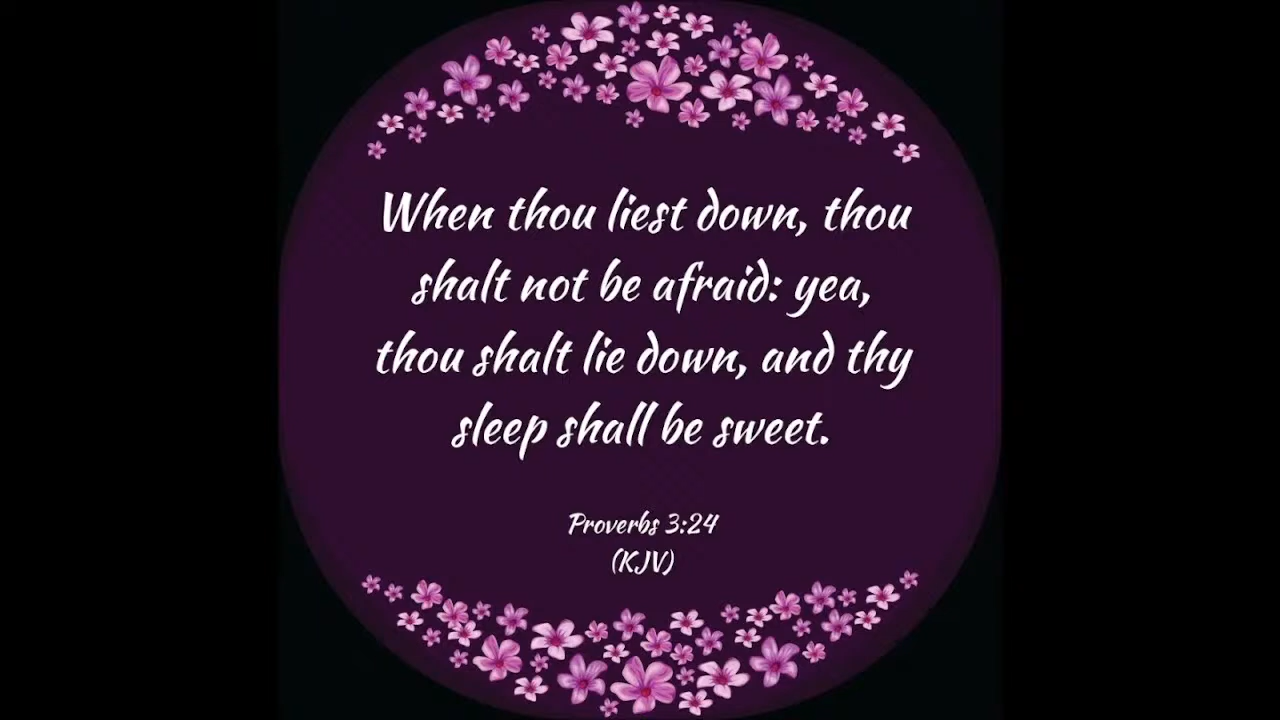 When thou liest down, thou
shalt not be afraid: yea,
thou shalt lie down, and thy
sleep shall be sweet.
Proverbs 3:24
(KJV)